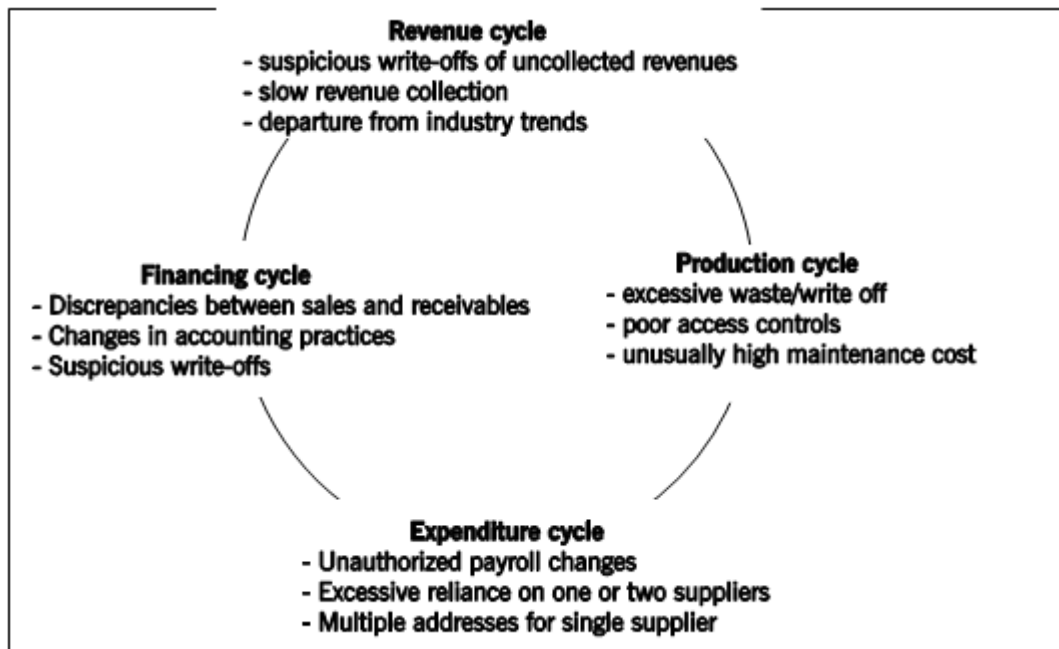 Revenue cycle
- suspicious write-offs of uncollected revenues
- slow revenue collection
- departure from industry trends
Financing cycle
- Discrepancies between sales and receivables
- Changes in accounting practices
- Suspicious write-offs
Production cycle
- excessive waste/write off
- poor access controls
- unusually high maintenance cost
Expenditure cycle
- Unauthorized payroll changes
- Excessive reliance on one or two suppliers
- Multiple addresses for single supplier